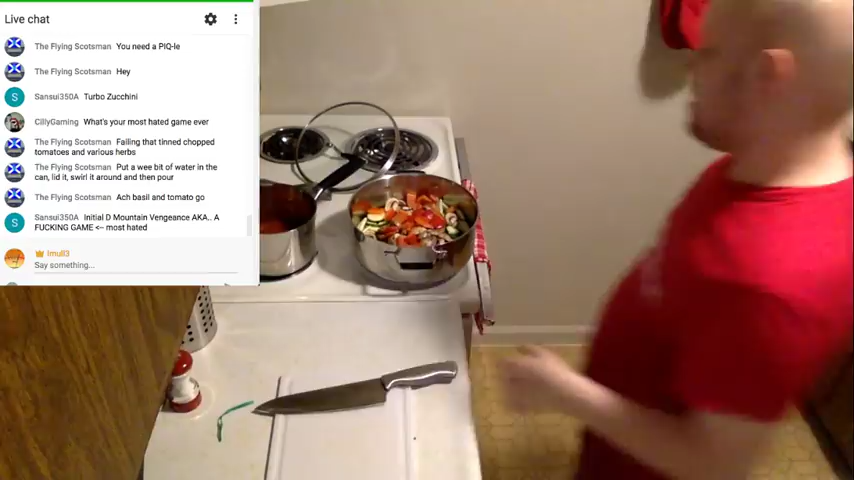 Live chat
The Flying Scotsman You need a PIQ-le
The Flying Scotsman Hey
S Sansui350A Turbo Zucchini
CillyGaming What's your most hated game ever
The Flying Scotsman Failing that tinned chopped
tomatoes and various herbs
The Flying Scotsman Put a wee bit of water in the
can, lid it, swirl it around and then pour
The Flying Scotsman Ach basil and tomato go
S Sansui350A Initial D Mountain Vengeance AKA.. A
FUCKING GAME <-- most hated
lmull3
Say something...